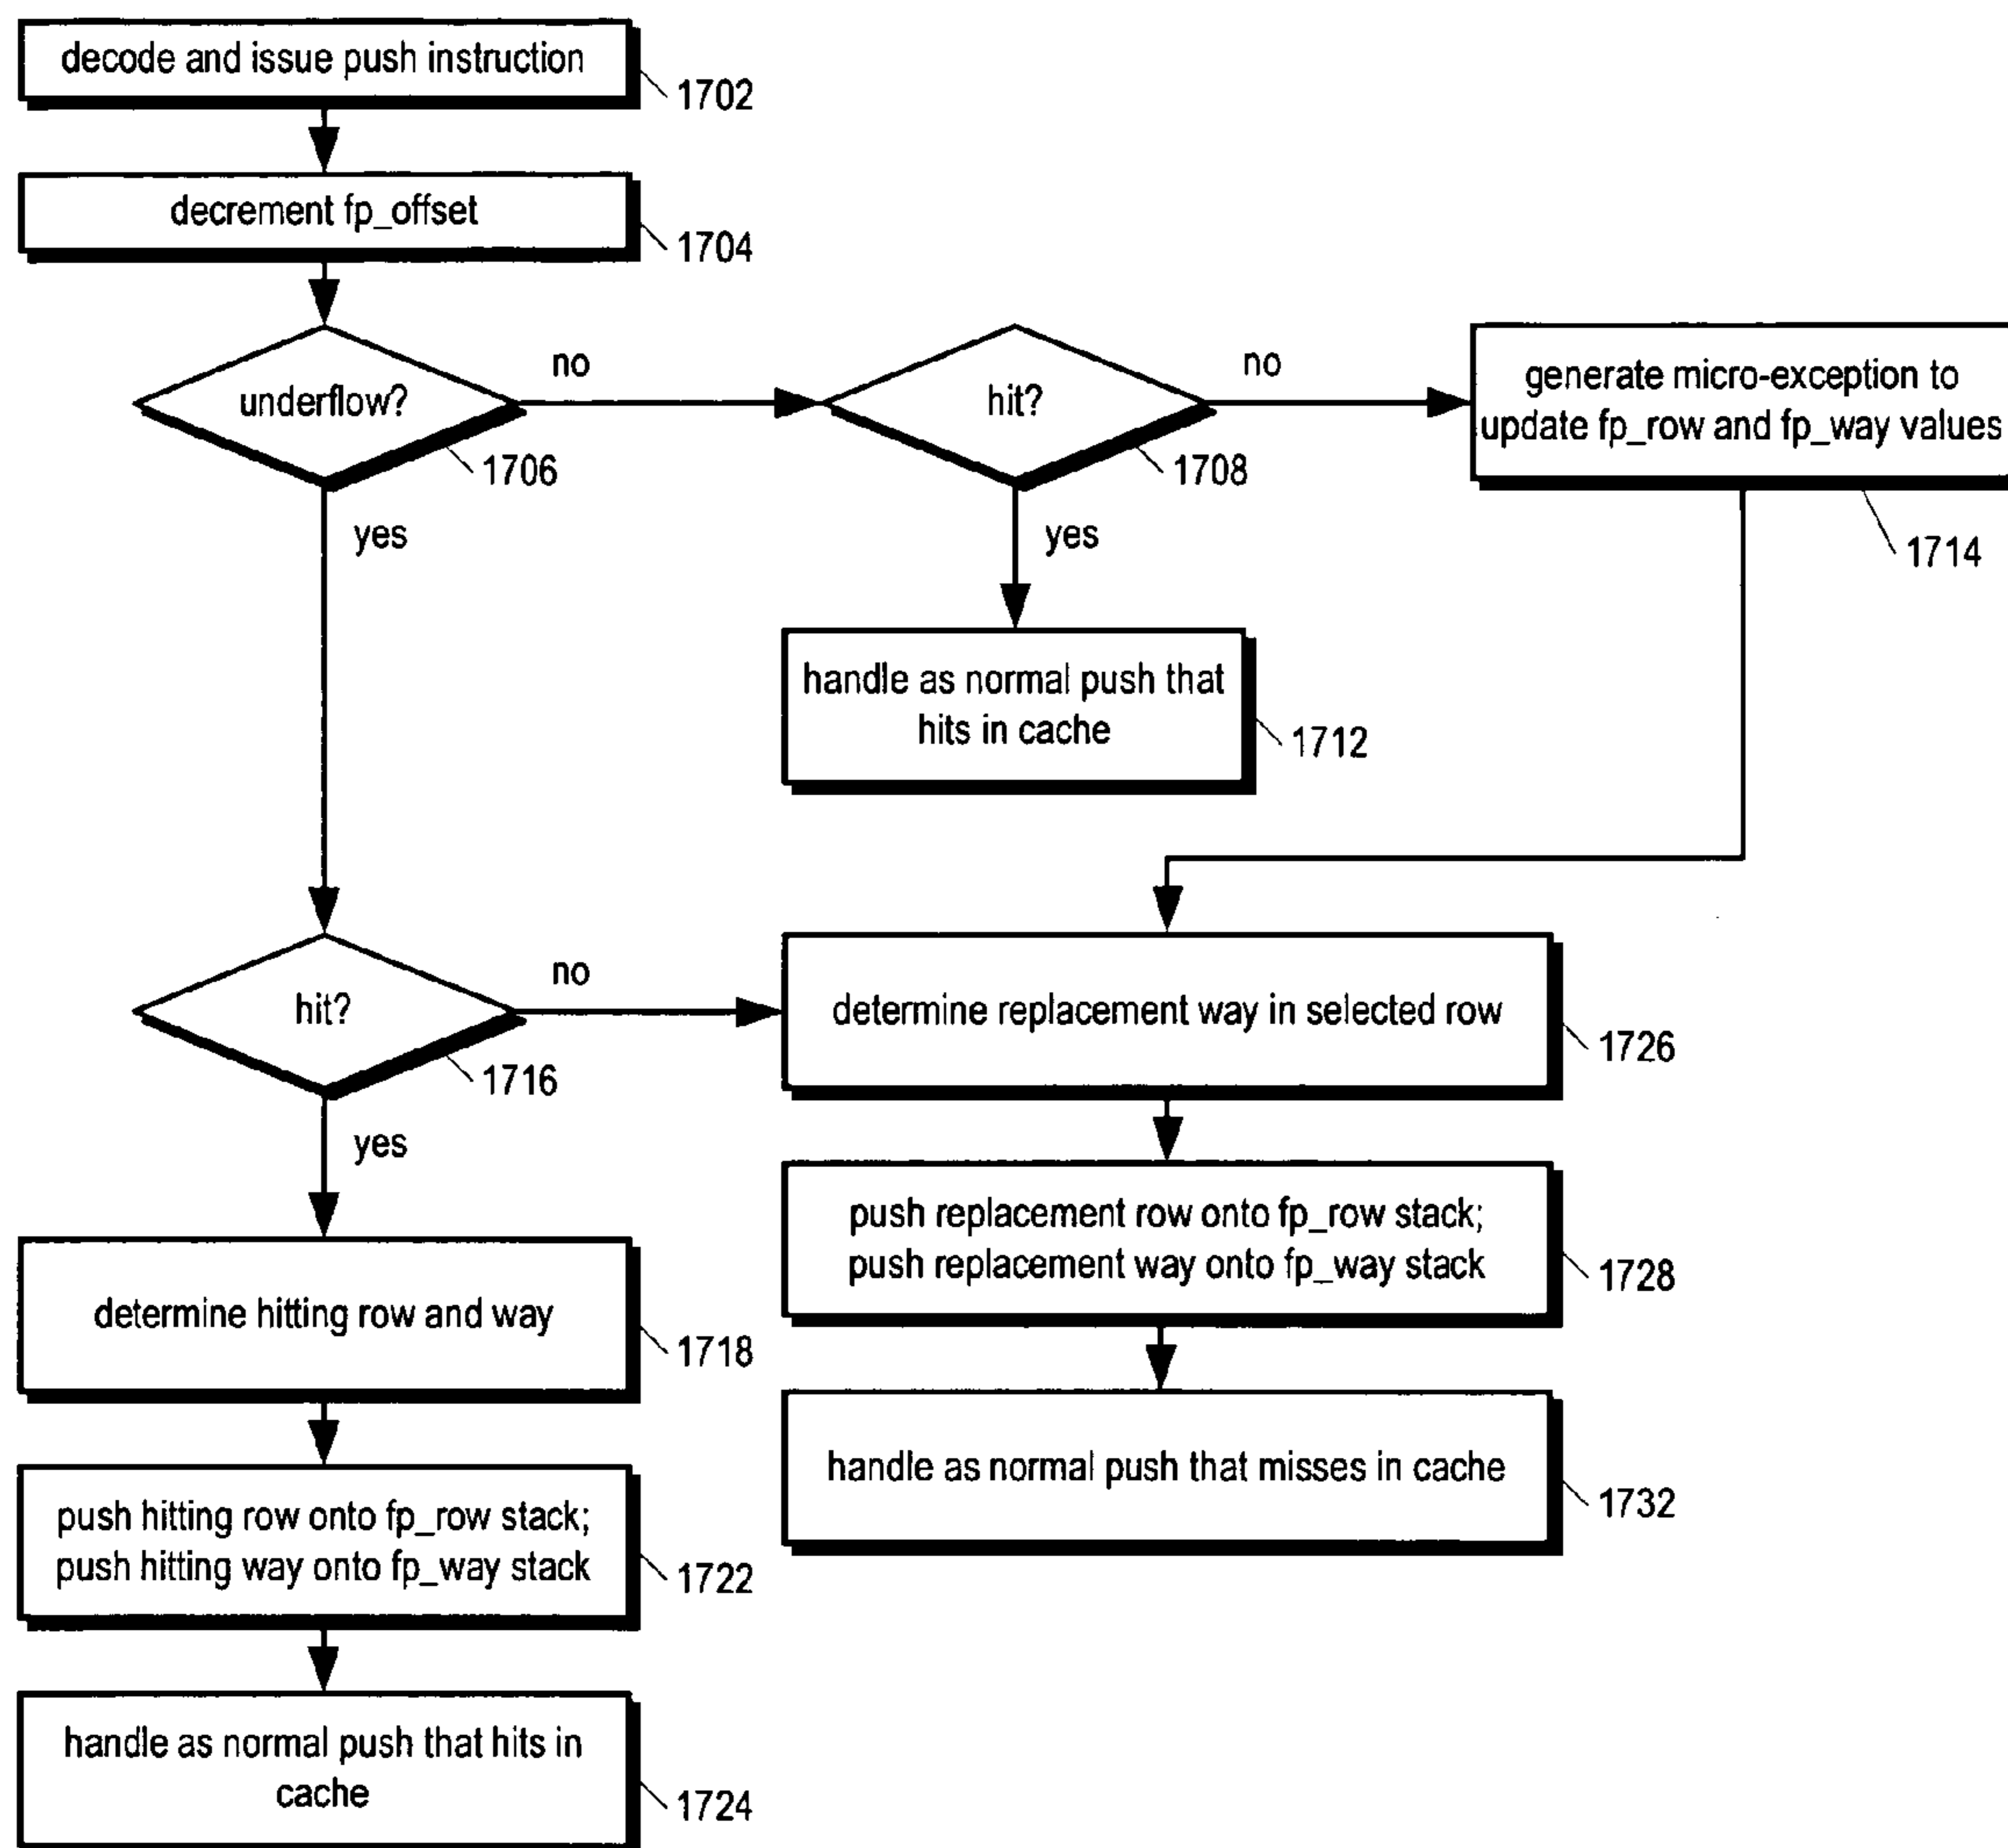 decode and issue push instruction
1702
decrement fp_offset
1704
underflow?
no
1706
yes
hit?
no
1708
yes
generate micro-exception to
update fp_row and fp_way values
1714
handle as normal push that
hits in cache
1712
hit?
no
1716
yes
determine replacement way in selected row
1726
push replacement row onto fp_row stack;
push replacement way onto fp_way stack
1728
handle as normal push that misses in cache
1732
determine hitting row and way
1718
push hitting row onto fp_row stack;
push hitting way onto fp_way stack
1722
handle as normal push that hits in
cache
1724